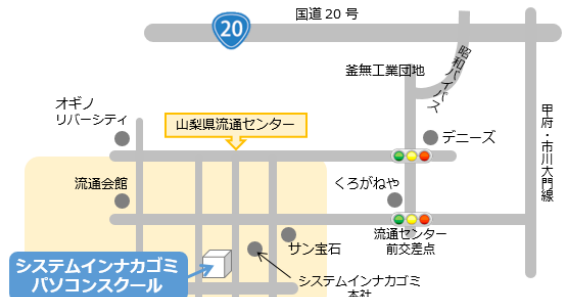 国道20号
20
釜無工業団地
昭和バイパス
オギノ
リバーシティ
山梨県流通センター
デニーズ
甲府・市川大門線
流通会館
くろがねや
サン宝石
流通センター
前交差点
システムインナカゴミ
パソコンスクール
システムインナカゴミ
本社